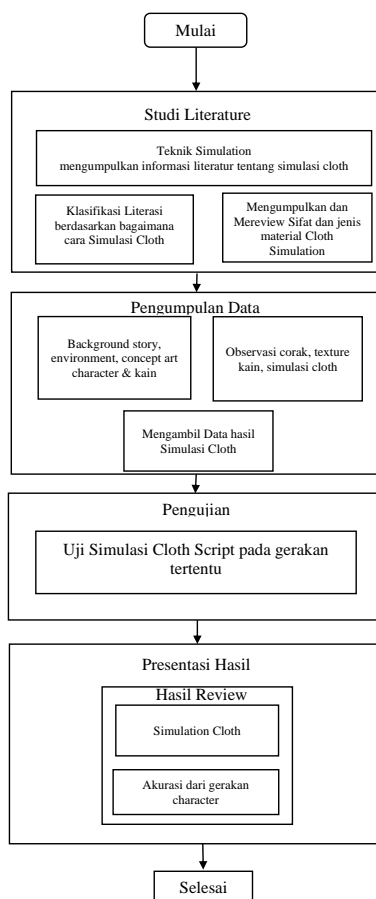 Mulai
Studi Literature
Teknik Simulation
mengumpulkan informasi literatur tentang simulasi cloth
Klasifikasi Literasi
berdasarkan bagaimana
cara Simulasi Cloth
Mengumpulkan dan
Mereview Sifat dan jenis
material Cloth
Simulation
Pengumpulan Data
Background story,
environment, concept art
character & kain
Observasi corak, texture
kain, simulasi cloth
Mengambil Data hasil
Simulasi Cloth
Pengujian
Uji Simulasi Cloth Script pada gerakan
tertentu
Presentasi Hasil
Hasil Review
Simulation Cloth
Akurasi dari gerakan
character
Selesai